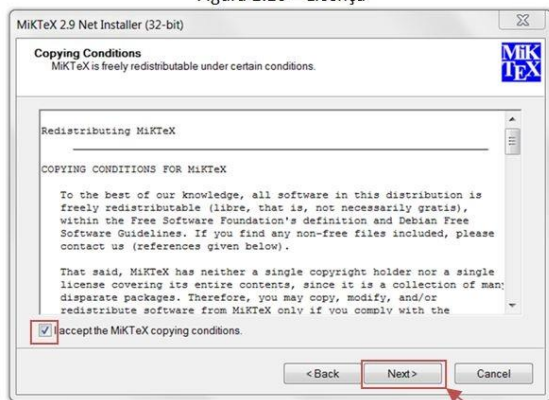 MiKTeX 2.9 Net Installer (32-bit)
Copying Conditions
MiKTeX is freely redistributable under certain conditions.
MiK
TEX
Redistributing MiKTeX
COPYING CONDITIONS FOR MiKTeX
To the best of our knowledge, all software in this distribution is
freely redistributable (libre, that is, not necessarily gratis),
within the Free Software Foundation's definition and Debian Free
Software Guidelines. If you find any non-free files included, please
contact us (references given below).
That said, MiKTeX has neither a single copyright holder nor a single
license covering its entire contents, since it is a collection of many
disparate packages. Therefore, you may copy, modify, and/or
redistribute software from MiKTeX only if you comply with the
I accept the MiKTeX copying conditions.
< Back Next > Cancel